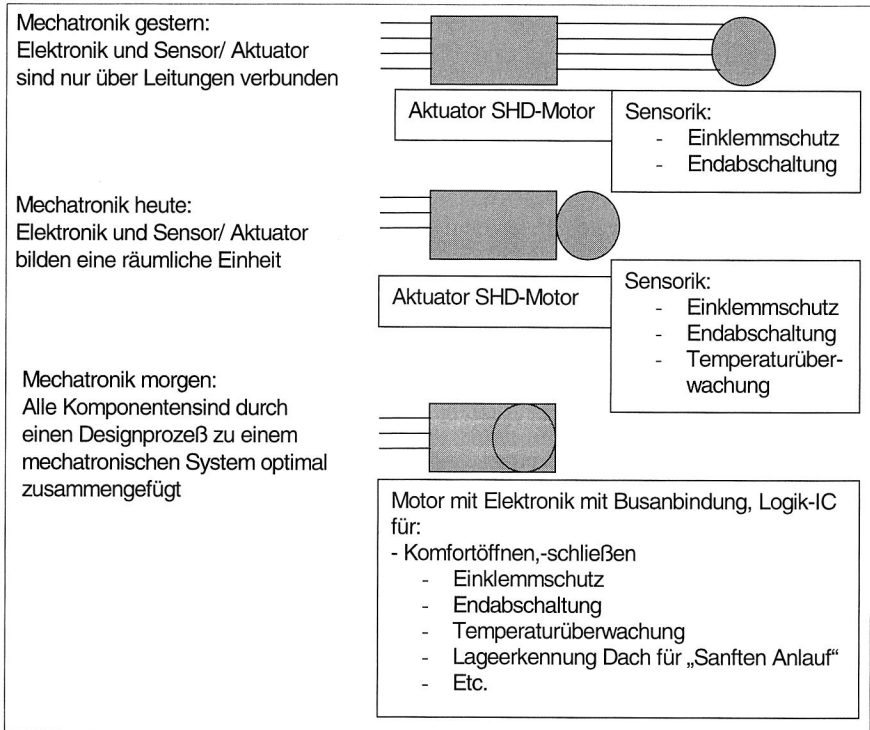 Mechatronik gestern:
Elektronik und Sensor/ Aktuator
sind nur über Leitungen verbunden
Aktuator SHD-Motor
Sensorik:
- Einklemmschutz
- Endabschaltung
Mechatronik heute:
Elektronik und Sensor/ Aktuator
bilden eine räumliche Einheit
Aktuator SHD-Motor
Sensorik:
- Einklemmschutz
- Endabschaltung
- Temperaturüber-
wachung
Mechatronik morgen:
Alle Komponentensind durch
einen Designprozeß zu einem
mechatronischen System optimal
zusammengefügt
Motor mit Elektronik mit Busanbindung, Logik-IC
für:
- Komfortöffnen,-schließen
- Einklemmschutz
- Endabschaltung
- Temperaturüberwachung
- Lageerkennung Dach für „Sanften Anlauf“
- Etc.